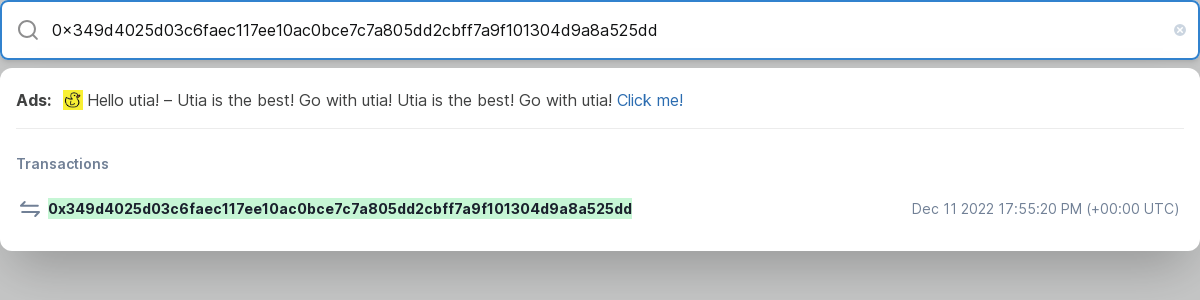 0x349d4025d03c6faec117ee10ac0bce7c7a805dd2cbff7a9f101304d9a8a525dd
Ads: Hello utia! – Utia is the best! Go with utia! Utia is the best! Go with utia! Click me!
Transactions
0x349d4025d03c6faec117ee10ac0bce7c7a805dd2cbff7a9f101304d9a8a525dd Dec 11 2022 17:55:20 PM (+00:00 UTC)